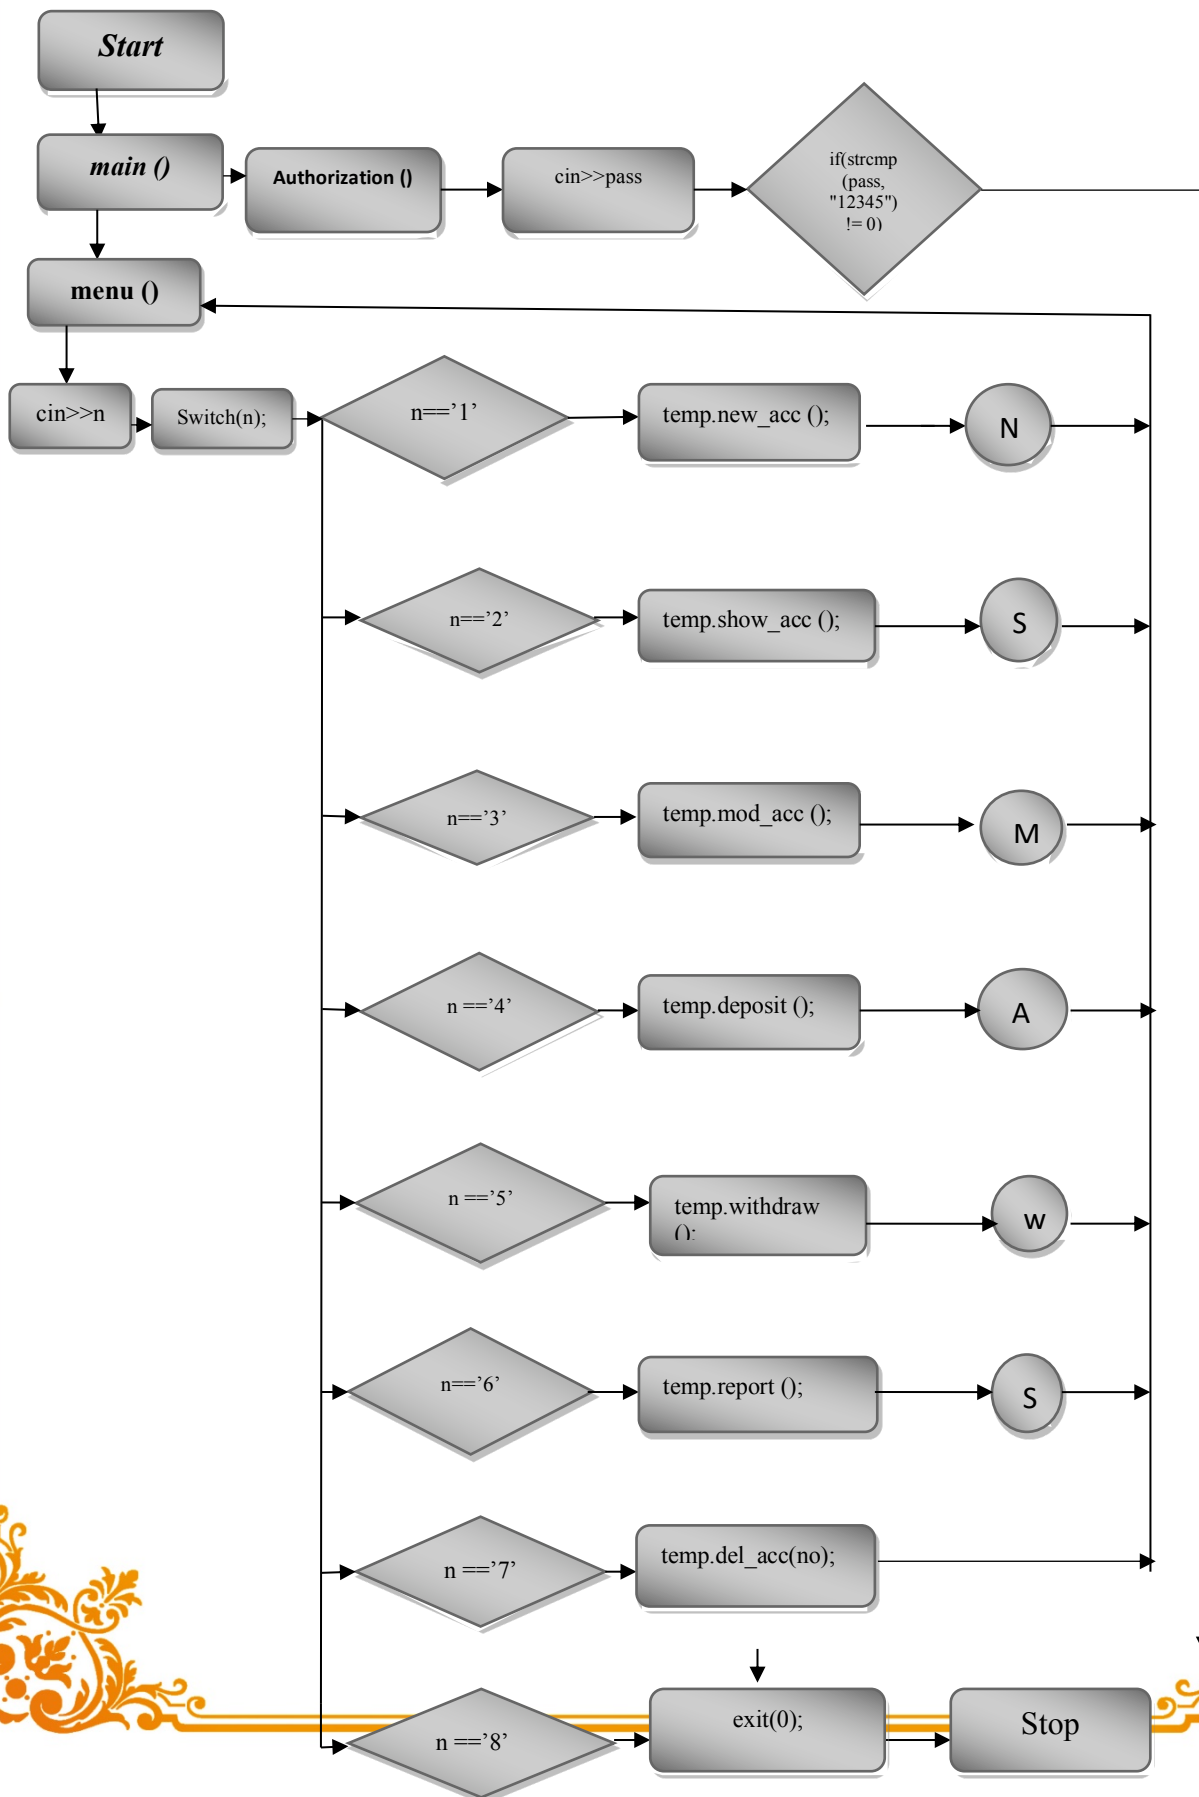 Start
main ()
Authorization ()
cin>>pass
if(strcmp
(pass,
"12345")
!= 0)
menu ()
cin>>n
Switch(n);
n=='1’
temp.new_acc ();
N
n==’2’
temp.show_acc ();
S
n==’3’
temp.mod_acc ();
M
n ==’4’
temp.deposit ();
A
n ==’5’
temp.withdraw
();
w
n==’6’
temp.report ();
S
n ==’7’
temp.del_acc(no);
n ==’8’
exit(0);
Stop